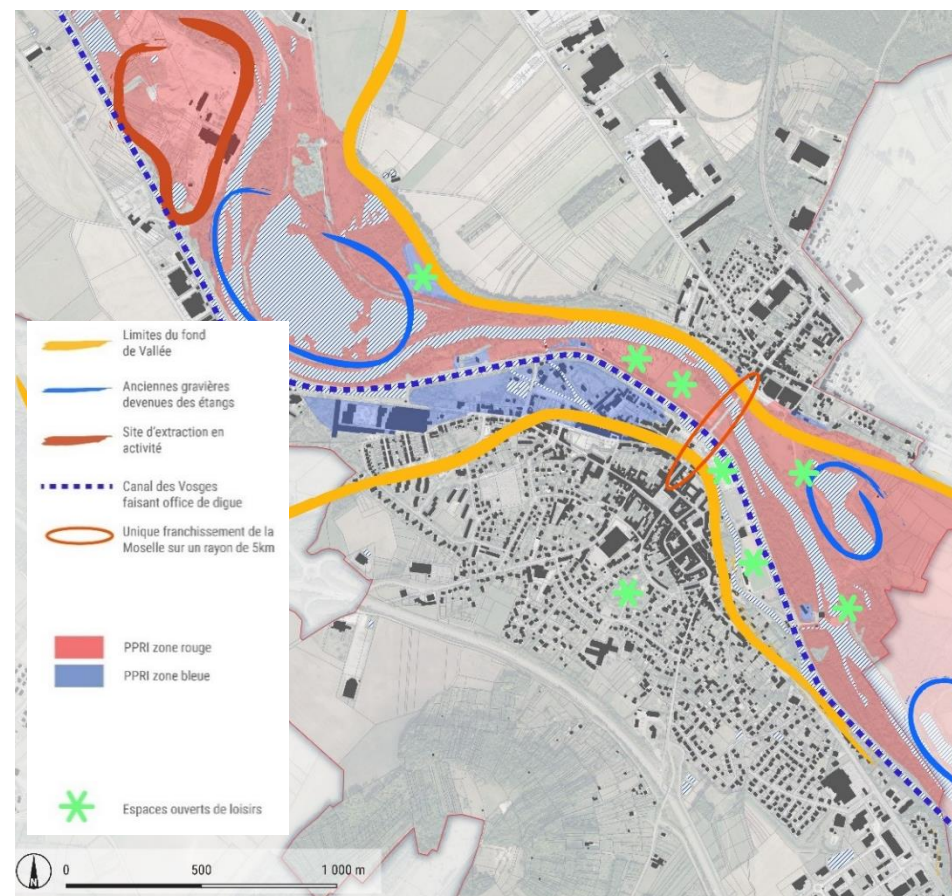 Limites du fond
de Vallée
Anciennes gravières
devenues des étangs
Site d'extraction en
activité
Canal des Vosges
faisant office de digue
Unique franchissement de la
Moselle sur un rayon de 5km
PPRI zone rouge
PPRI zone bleue
Espaces ouverts de loisirs
N
0 500 1 000 m